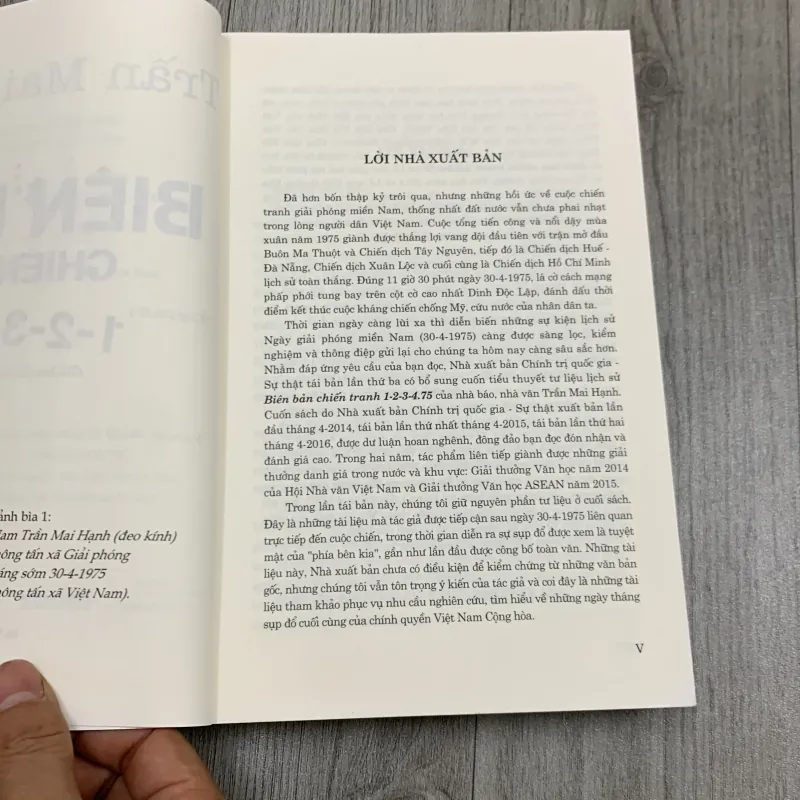 Trần Mai
BIÊN
CHIẾN
1-2-3-
ảnh bìa 1:
Nam Trần Mai Hạnh (đeo kính)
hông tấn xã Giải phóng
áng sớm 30-4-1975
hông tấn xã Việt Nam).
LỜI NHÀ XUẤT BẢN
Đã hơn bốn thập kỷ trôi qua, nhưng những hồi ức về cuộc chiến
tranh giải phóng miền Nam, thống nhất đất nước vẫn chưa phai nhạt
trong lòng người dân Việt Nam. Cuộc tổng tiến công và nổi dậy mùa
xuân năm 1975 giành được thắng lợi vang dội đầu tiên với trận mở đầu
Buôn Ma Thuột và Chiến dịch Tây Nguyên, tiếp đó là Chiến dịch Huế -
Đà Nẵng, Chiến dịch Xuân Lộc và cuối cùng là Chiến dịch Hồ Chí Minh
lịch sử toàn thắng. Đúng 11 giờ 30 phút ngày 30-4-1975, lá cờ cách mạng
phấp phới tung bay trên cột cờ cao nhất Dinh Độc Lập, đánh dấu thời
điểm kết thúc cuộc kháng chiến chống Mỹ, cứu nước của nhân dân ta.
Thời gian ngày càng lùi xa thì diễn biến những sự kiện lịch sử
Ngày giải phóng miền Nam (30-4-1975) càng được sàng lọc, kiểm
nghiệm và thông điệp gửi lại cho chúng ta hôm nay càng sâu sắc hơn.
Nhằm đáp ứng yêu cầu của bạn đọc, Nhà xuất bản Chính trị quốc gia -
Sự thật tái bản lần thứ ba có bổ sung cuốn tiểu thuyết tư liệu lịch sử
Biên bản chiến tranh 1-2-3-4.75 của nhà báo, nhà văn Trần Mai Hạnh.
Cuốn sách do Nhà xuất bản Chính trị quốc gia - Sự thật xuất bản lần
đầu tháng 4-2014, tái bản lần thứ nhất tháng 4-2015, tái bản lần thứ hai
tháng 4-2016, được dư luận hoan nghênh, đông đảo bạn đọc đón nhận và
đánh giá cao. Trong hai năm, tác phẩm liên tiếp giành được những giải
thưởng danh giá trong nước và khu vực: Giải thưởng Văn học năm 2014
của Hội Nhà văn Việt Nam và Giải thưởng Văn học ASEAN năm 2015.
Trong lần tái bản này, chúng tôi giữ nguyên phần tư liệu ở cuối sách.
Đây là những tài liệu mà tác giả được tiếp cận sau ngày 30-4-1975 liên quan
trực tiếp đến cuộc chiến, trong thời gian diễn ra sự sụp đổ được xem là tuyệt
mật của "phía bên kia", gần như lần đầu được công bố toàn văn. Những tài
liệu này, Nhà xuất bản chưa có điều kiện để kiểm chứng từ những văn bản
gốc, nhưng chúng tôi vẫn tôn trọng ý kiến của tác giả và coi đây là những tài
liệu tham khảo phục vụ nhu cầu nghiên cứu, tìm hiểu về những ngày tháng
sụp đổ cuối cùng của chính quyền Việt Nam Cộng hòa.
V